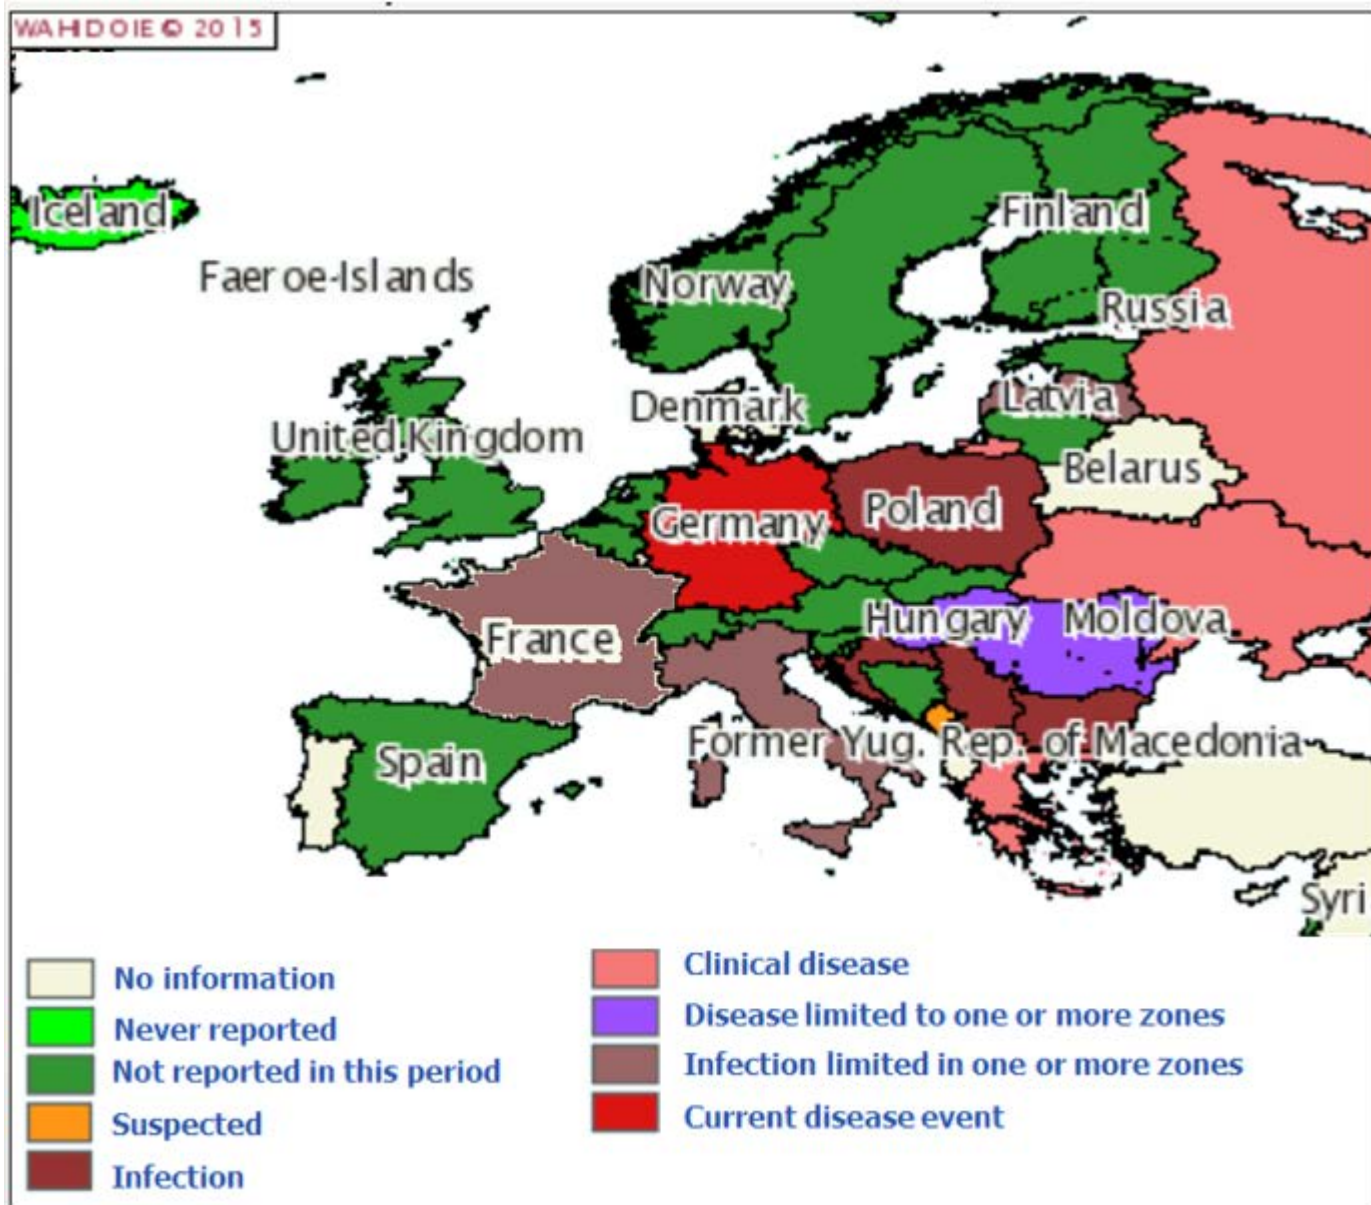 WAHIDOIE © 2015
Iceland
Faeroe-Islands
Norway
Finland
Russia
Denmark
Latvia
United Kingdom
Belarus
Germany
Poland
France
Hungary
Moldova
Former Yug. Rep. of Macedonia
Spain
Syri
No information
Never reported
Not reported in this period
Suspected
Infection
Clinical disease
Disease limited to one or more zones
Infection limited in one or more zones
Current disease event